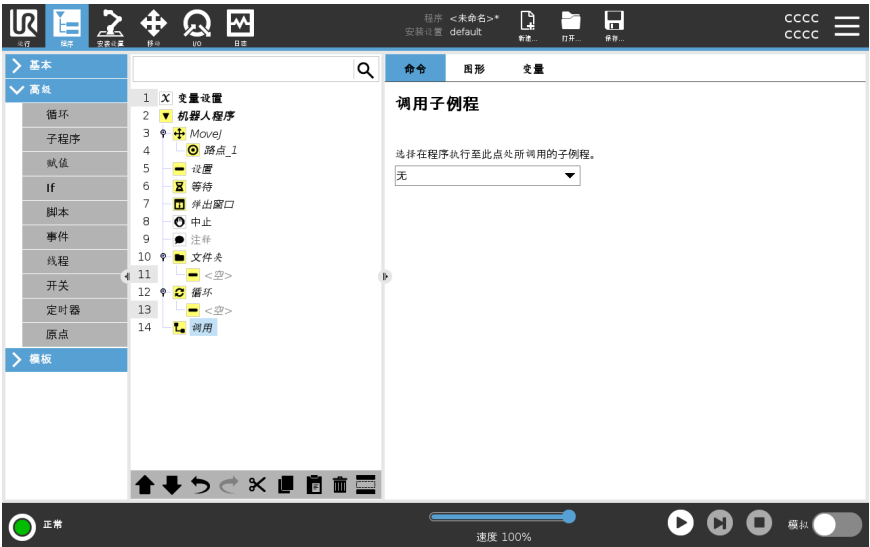 UR
运行
程序
安装设置
移动
I/O
日志
程序 <未命名>*
安装设置 default
新建...
打开...
保存...
CCCC
CCCC
基本
高级
循环
子程序
赋值
If
脚本
事件
线程
开关
定时器
原点
模板
1 X 变量设置
2 机器人程序
3 MoveJ
4 路点_1
5 设置
6 等待
7 弹出窗口
8 中止
9 注释
10 文件夹
11 <空>
12 循环
13 <空>
14 调用
命令 图形 变量
调用子例程
选择在程序执行至此点处所调用的子例程。
无
正常
速度 100%
模拟